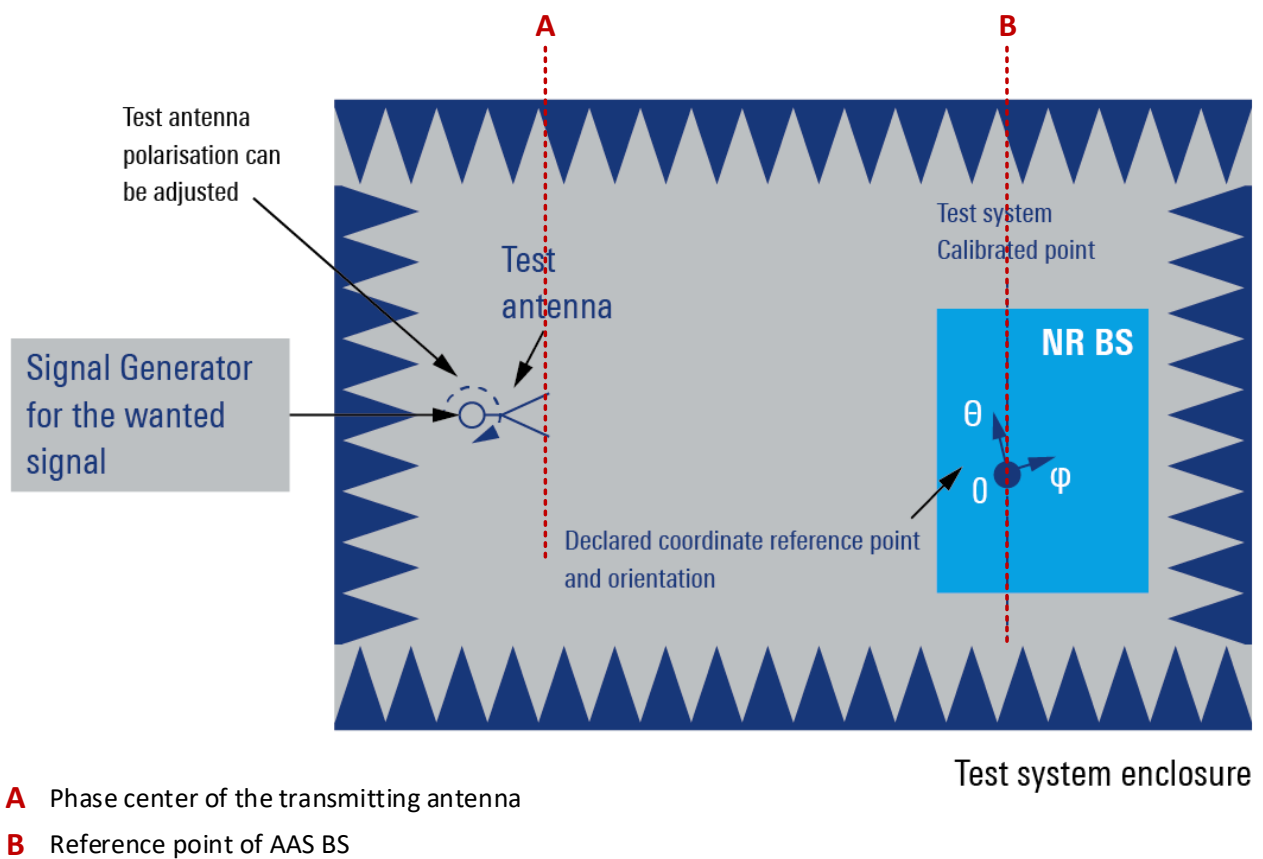 A
B
Test antenna
polarisation can
be adjusted
Test system
Calibrated point
Test
antenna
NR BS
Signal Generator
for the wanted
signal
θ
0
φ
Declared coordinate reference point
and orientation
Test system enclosure
A Phase center of the transmitting antenna
B Reference point of AAS BS